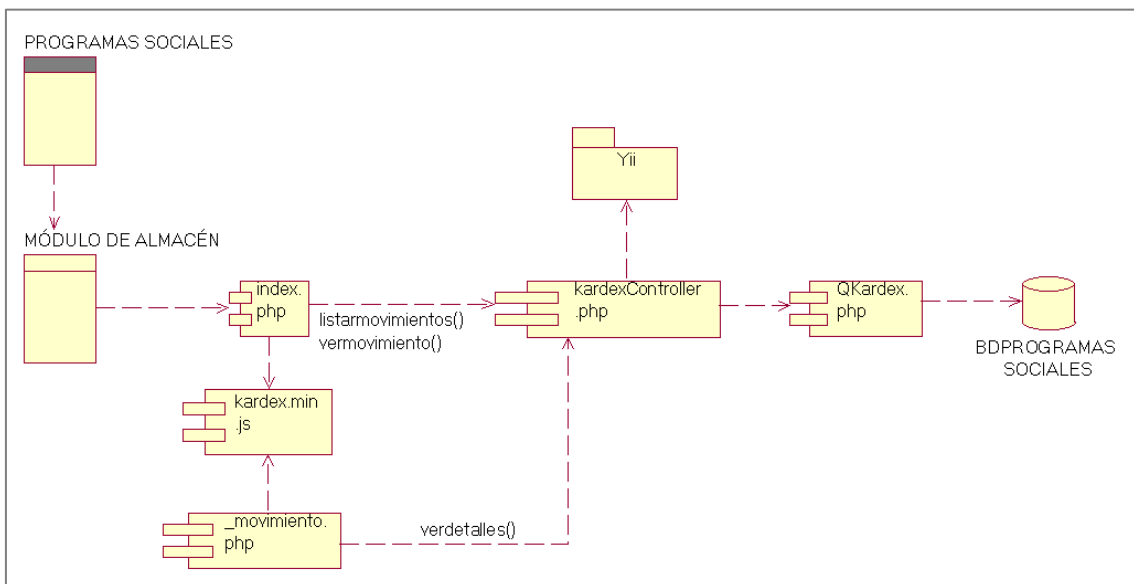 PROGRAMAS SOCIALES
Yii
MÓDULO DE ALMACÉN
index.
php
listarmovimientos()
vermovimiento()
kardexController
.php
QKardex.
php
BDPROGRAMAS
SOCIALES
kardex.min
.js
_movimiento.
php
verdetalles()